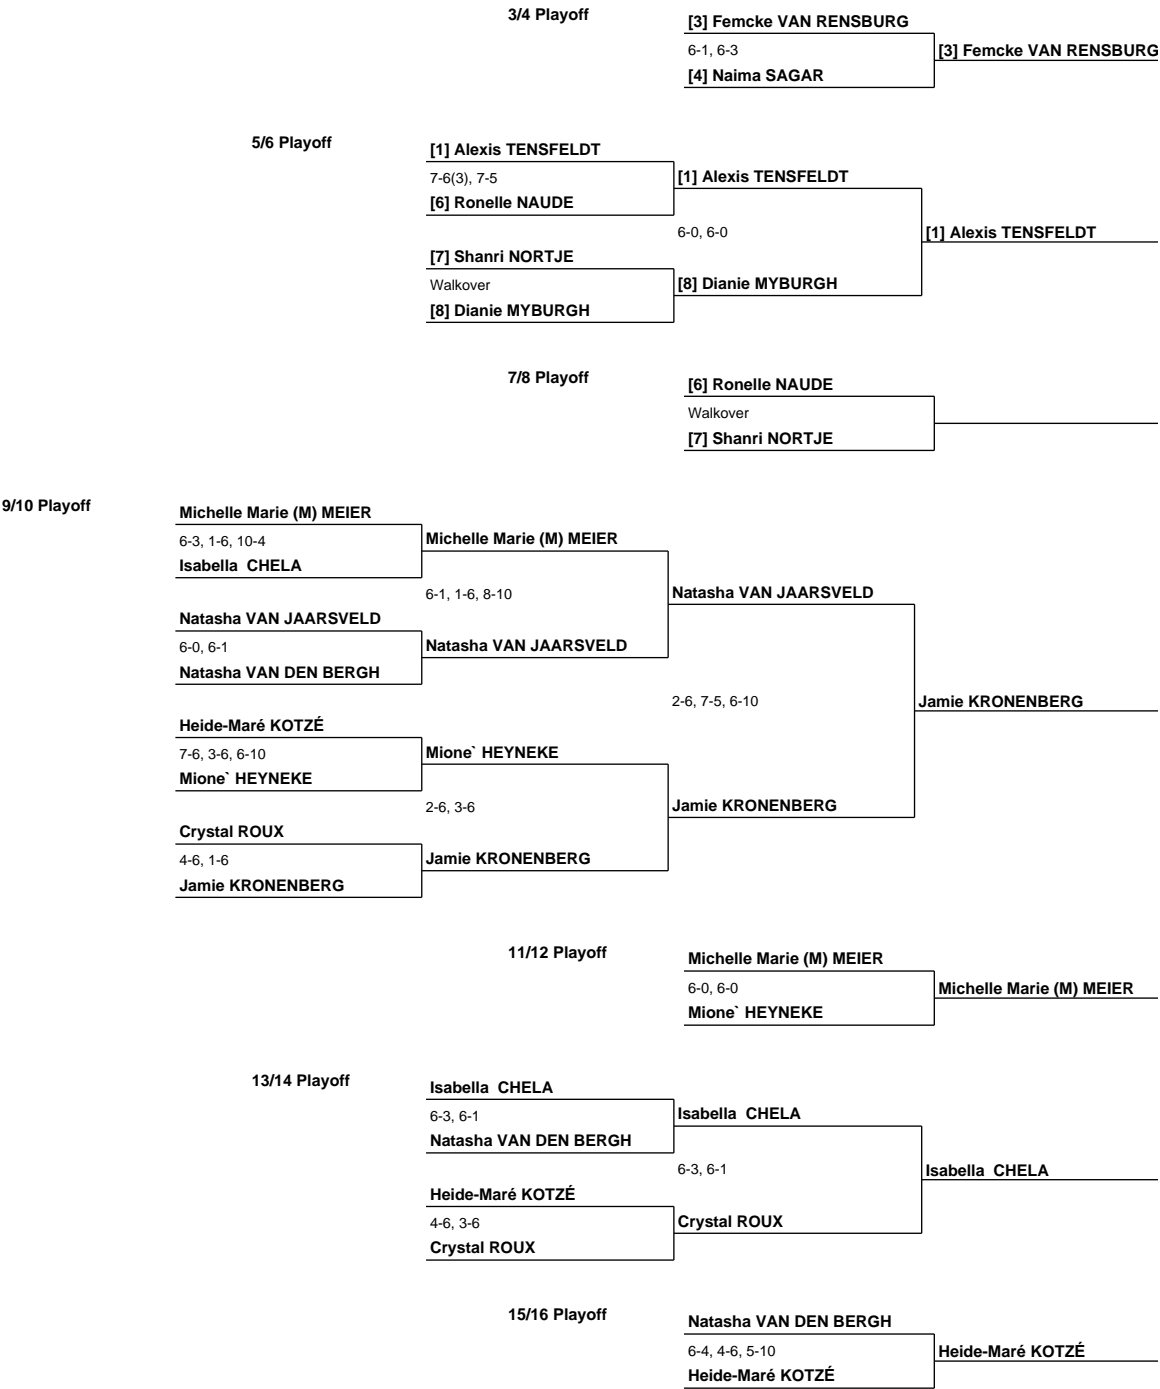 3/4 Playoff
[3] Femcke VAN RENSBURG
6-1, 6-3
[3] Femcke VAN RENSBURG
[4] Naima SAGAR
5/6 Playoff
[1] Alexis TENSFELDT
7-6(3), 7-5
[1] Alexis TENSFELDT
[6] Ronelle NAUDE
6-0, 6-0
[1] Alexis TENSFELDT
[7] Shanri NORTJE
Walkover
[8] Dianie MYBURGH
[8] Dianie MYBURGH
7/8 Playoff
[6] Ronelle NAUDE
Walkover
[7] Shanri NORTJE
9/10 Playoff
Michelle Marie (M) MEIER
6-3, 1-6, 10-4
Michelle Marie (M) MEIER
Isabella  CHELA
6-1, 1-6, 8-10
Natasha VAN JAARSVELD
Natasha VAN JAARSVELD
6-0, 6-1
Natasha VAN JAARSVELD
Natasha VAN DEN BERGH
2-6, 7-5, 6-10
Jamie KRONENBERG
Heide-Maré KOTZÉ
7-6, 3-6, 6-10
Mione` HEYNEKE
Mione` HEYNEKE
2-6, 3-6
Jamie KRONENBERG
Crystal ROUX
4-6, 1-6
Jamie KRONENBERG
Jamie KRONENBERG
11/12 Playoff
Michelle Marie (M) MEIER
6-0, 6-0
Michelle Marie (M) MEIER
Mione` HEYNEKE
13/14 Playoff
Isabella  CHELA
6-3, 6-1
Isabella  CHELA
Natasha VAN DEN BERGH
6-3, 6-1
Isabella  CHELA
Heide-Maré KOTZÉ
4-6, 3-6
Crystal ROUX
Crystal ROUX
15/16 Playoff
Natasha VAN DEN BERGH
6-4, 4-6, 5-10
Heide-Maré KOTZÉ
Heide-Maré KOTZÉ